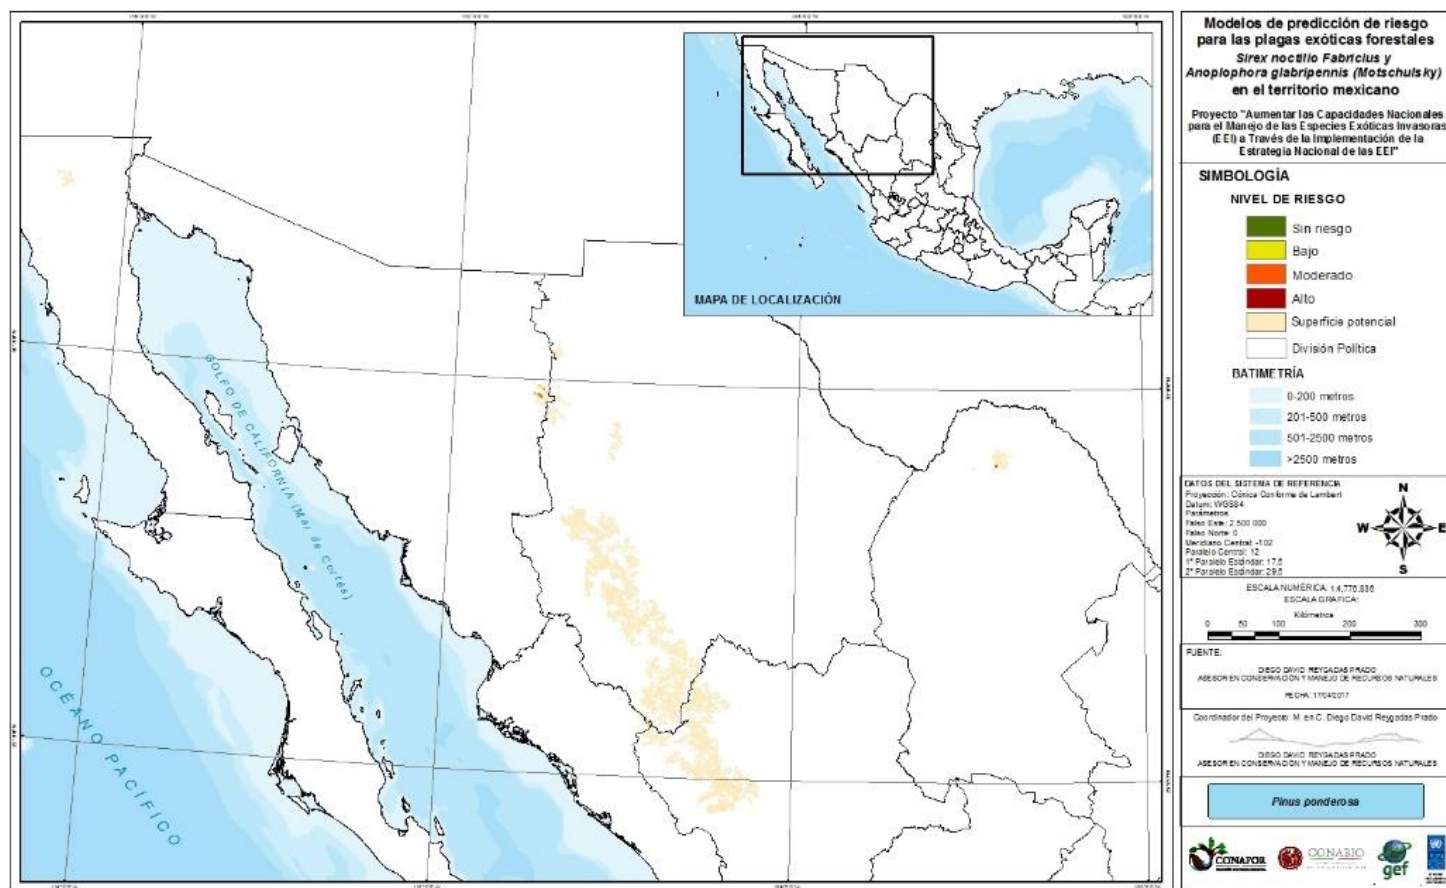 Modelos de predicción de riesgo
para las plagas exóticas forestales
Sirex noctilio Fabricius y
Anoplophora glabripennis (Motschulsky)
en el territorio mexicano
Proyecto "Aumentar las Capacidades Nacionales
para el Manejo de las Especies Exóticas Invasoras
(EEI) a Través de la Implementación de la
Estrategia Nacional de las EEI"
SIMBOLOGÍA
NIVEL DE RIESGO
Sin riesgo
Bajo
Moderado
Alto
Superficie potencial
División Política
BATIMETRÍA
0-200 metros
201-500 metros
501-2500 metros
>2500 metros
DATOS DEL SISTEMA DE REFERENCIA
Proyección: Cónica Conforme de Lambert
Datum: WGS84
Parámetros
Falso Este: 2 500 000
Falso Norte: 0
Meridiano Central: -102
Paralelo Central: 12
1° Paralelo Estándar: 17.5
2° Paralelo Estándar: 29.5
N
W
E
S
ESCALA NUMÉRICA: 1:4,776,836
ESCALA GRAFICA:
Kilómetros
0 50 100 200 300
FUENTE:
DIEGO DAVID REYGADAS PRADO
ASESOR EN CONSERVACIÓN Y MANEJO DE RECURSOS NATURALES
FECHA: 17/04/2017
Coordinador del Proyecto: M. en C. Diego David Reygadas Prado
DIEGO DAVID REYGADAS PRADO
ASESOR EN CONSERVACIÓN Y MANEJO DE RECURSOS NATURALES
Pinus ponderosa
CONAFOR
CONABIO
gef
MAPA DE LOCALIZACIÓN
GOLFO DE CALIFORNIA (Mar de Cortés)
OCÉANO PACÍFICO